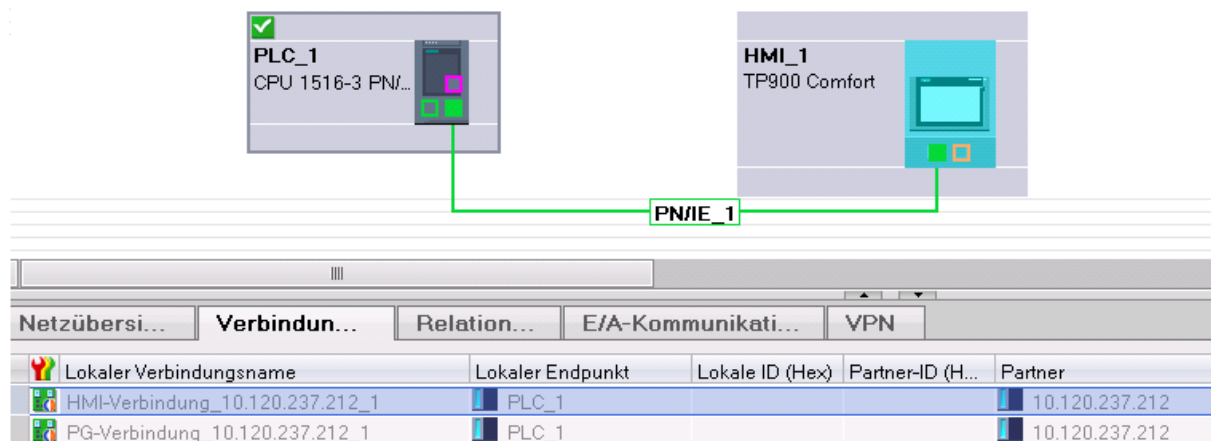 PLC_1
CPU 1516-3 PN/...
HMI_1
TP900 Comfort
PN/IE_1
Netzübersi...
Verbindun...
Relation...
E/A-Kommunikati...
VPN
Lokaler Verbindungsname Lokaler Endpunkt Lokale ID (Hex) Partner-ID (H... Partner
HMI-Verbindung_10.120.237.212_1 PLC_1 10.120.237.212
PG-Verbindung_10.120.237.212_1 PLC_1 10.120.237.212